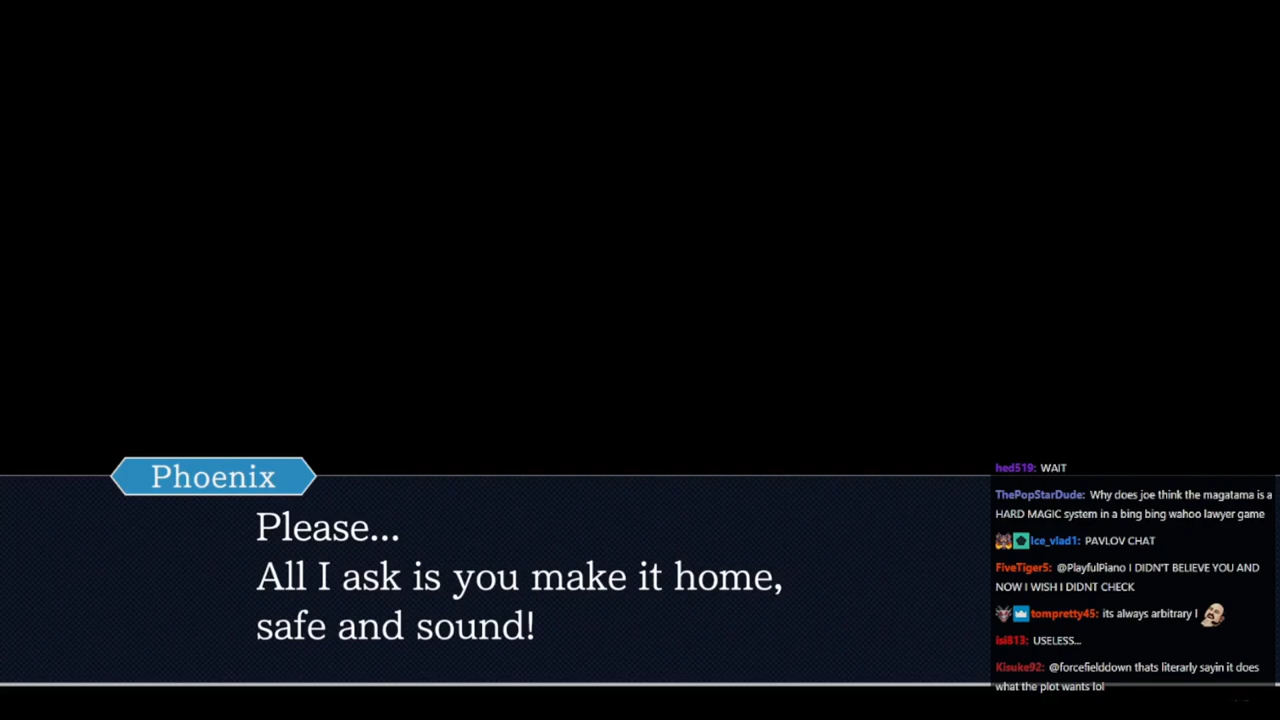 Phoenix
Please...
All I ask is you make it home,
safe and sound!
hed519: WAIT
ThePopStarDude: Why does joe think the magatama is a
HARD MAGIC system in a bing bing wahoo lawyer game
Ice_vlad1: PAVLOV CHAT
FiveTiger5: @PlayfulPiano I DIDN'T BELIEVE YOU AND
NOW I WISH I DIDNT CHECK
tompretty45: its always arbitrary I
isi813: USELESS...
Kisuke92: @forcefielddown thats literarly sayin it does
what the plot wants lol